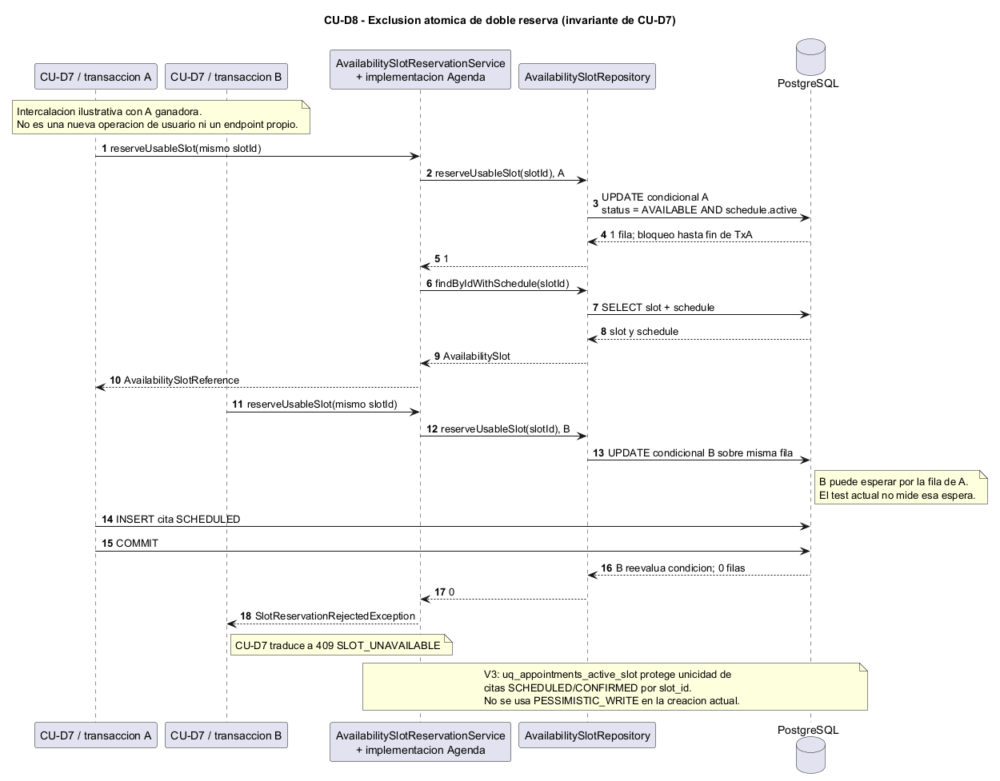 CU-D8 - Exclusion atomica de doble reserva (invariante de CU-D7)
CU-D7 / transaccion A
CU-D7 / transaccion B
AvailabilitySlotReservationService
+ implementacion Agenda
AvailabilitySlotRepository
PostgreSQL
Intercalacion ilustrativa con A ganadora.
No es una nueva operacion de usuario ni un endpoint propio.
1 reserveUsableSlot(mismo slotId)
2 reserveUsableSlot(slotId), A
3 UPDATE condicional A
status = AVAILABLE AND schedule.active
4 1 fila; bloqueo hasta fin de TxA
5 1
6 findByIdWithSchedule(slotId)
7 SELECT slot + schedule
8 slot y schedule
9 AvailabilitySlot
10 AvailabilitySlotReference
11 reserveUsableSlot(mismo slotId)
12 reserveUsableSlot(slotId), B
13 UPDATE condicional B sobre misma fila
B puede esperar por la fila de A.
El test actual no mide esa espera.
14 INSERT cita SCHEDULED
15 COMMIT
16 B reevalua condicion; 0 filas
17 0
18 SlotReservationRejectedException
CU-D7 traduce a 409 SLOT_UNAVAILABLE
V3: uq_appointments_active_slot protege unicidad de
citas SCHEDULED/CONFIRMED por slot_id.
No se usa PESSIMISTIC_WRITE en la creacion actual.
CU-D7 / transaccion A
CU-D7 / transaccion B
AvailabilitySlotReservationService
+ implementacion Agenda
AvailabilitySlotRepository
PostgreSQL